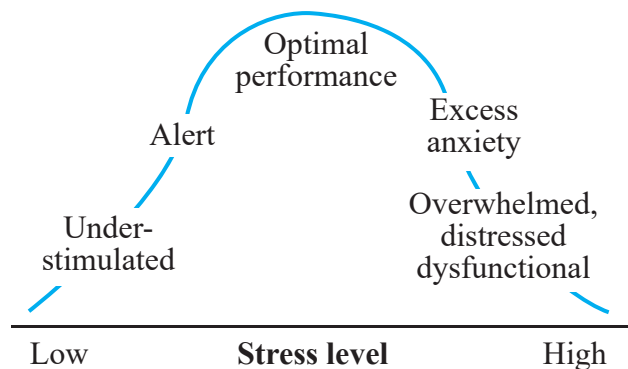 Optimal
performance
Alert
Excess
anxiety
Under-
stimulated
Overwhelmed,
distressed
dysfunctional
Low
Stress level
High